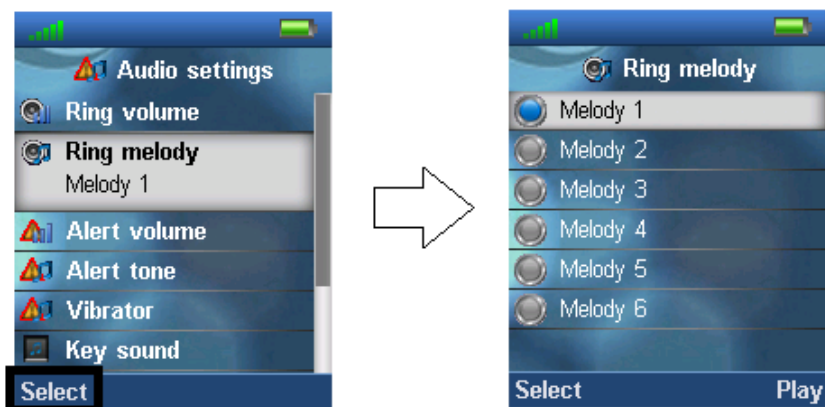 Audio settings
Ring volume
Ring melody
Melody 1
Alert volume
Alert tone
Vibrator
Key sound
Select
Ring melody
Melody 1
Melody 2
Melody 3
Melody 4
Melody 5
Melody 6
Select Play